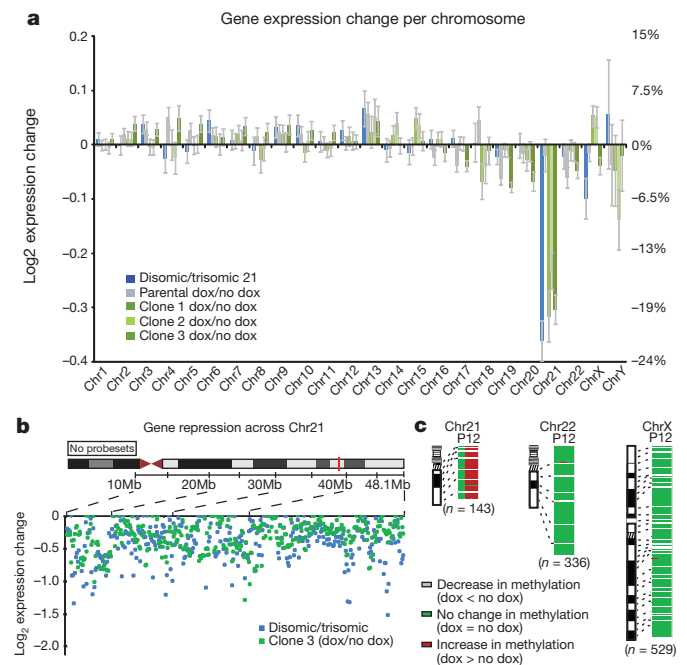 a
Gene expression change per chromosome
Log2 expression change
0.2
0.1
0
−0.1
−0.2
−0.3
−0.4
15%
7.5%
0%
−6.5%
−13%
−19%
−24%
Disomic/trisomic 21
Parental dox/no dox
Clone 1 dox/no dox
Clone 2 dox/no dox
Clone 3 dox/no dox
Chr1
Chr2
Chr3
Chr4
Chr5
Chr6
Chr7
Chr8
Chr9
Chr10
Chr11
Chr12
Chr13
Chr14
Chr15
Chr16
Chr17
Chr18
Chr19
Chr20
Chr21
Chr22
ChrX
ChrY
b
Gene repression across Chr21
No probesets
10Mb 20Mb 30Mb 40Mb 48.1Mb
Log2 expression change
0
−0.5
−1.0
−1.5
−2.0
Disomic/trisomic
Clone 3 (dox/no dox)
c
Chr21
P12
(n = 143)
Chr22
P12
(n = 336)
ChrX
P12
(n = 529)
Decrease in methylation
(dox < no dox)
No change in methylation
(dox = no dox)
Increase in methylation
(dox > no dox)